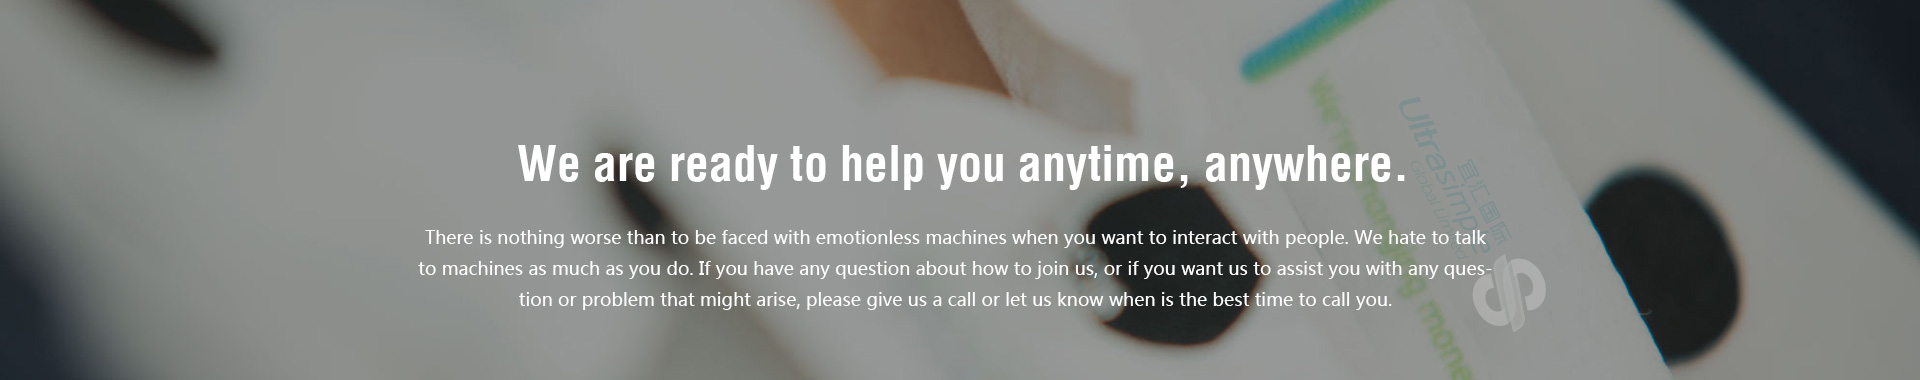 We are ready to help you anytime, anywhere.
There is nothing worse than to be faced with emotionless machines when you want to interact with people. We hate to talk
to machines as much as you do. If you have any question about how to join us, or if you want us to assist you with any ques-
tion or problem that might arise, please give us a call or let us know when is the best time to call you.
Ultrasimpa